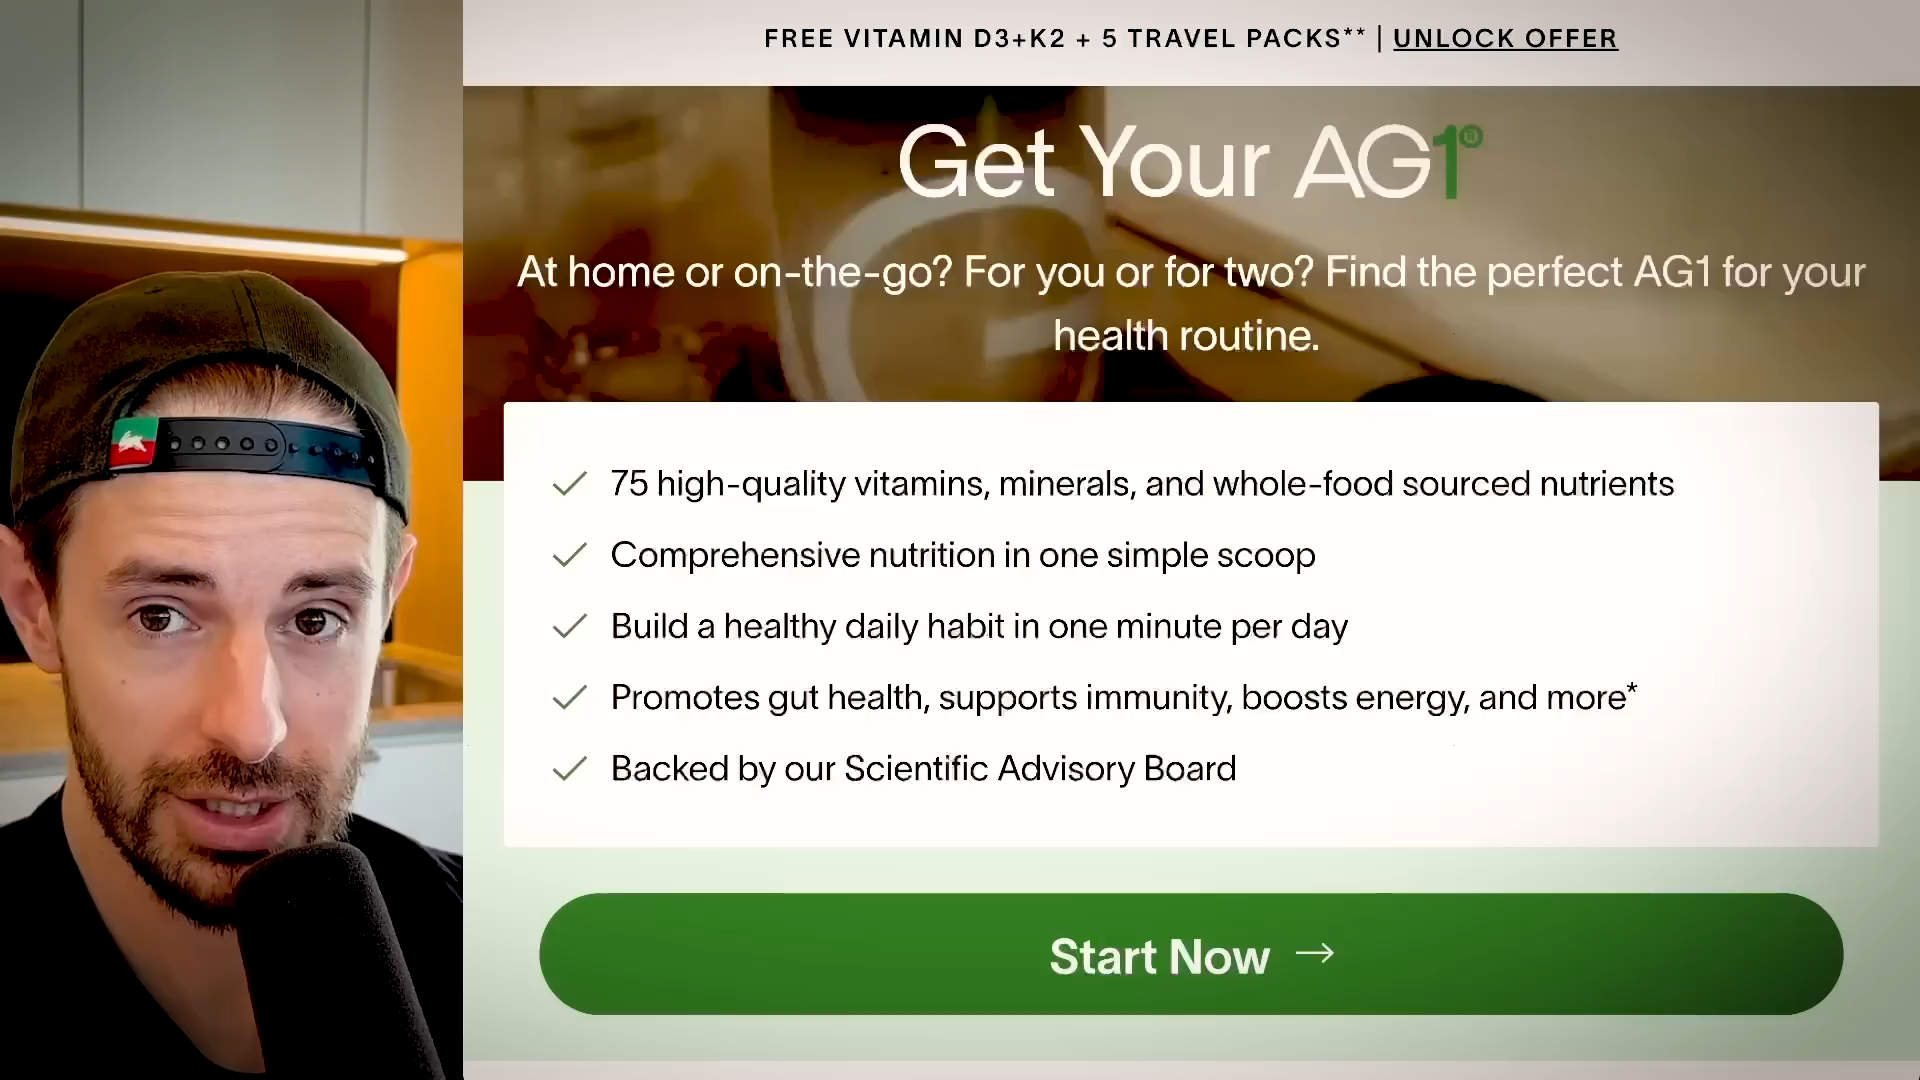 FREE VITAMIN D3+K2 + 5 TRAVEL PACKS** | UNLOCK OFFER
Get Your AG1®
At home or on-the-go? For you or for two? Find the perfect AG1 for your
health routine.
75 high-quality vitamins, minerals, and whole-food sourced nutrients
Comprehensive nutrition in one simple scoop
Build a healthy daily habit in one minute per day
Promotes gut health, supports immunity, boosts energy, and more*
Backed by our Scientific Advisory Board
Start Now →